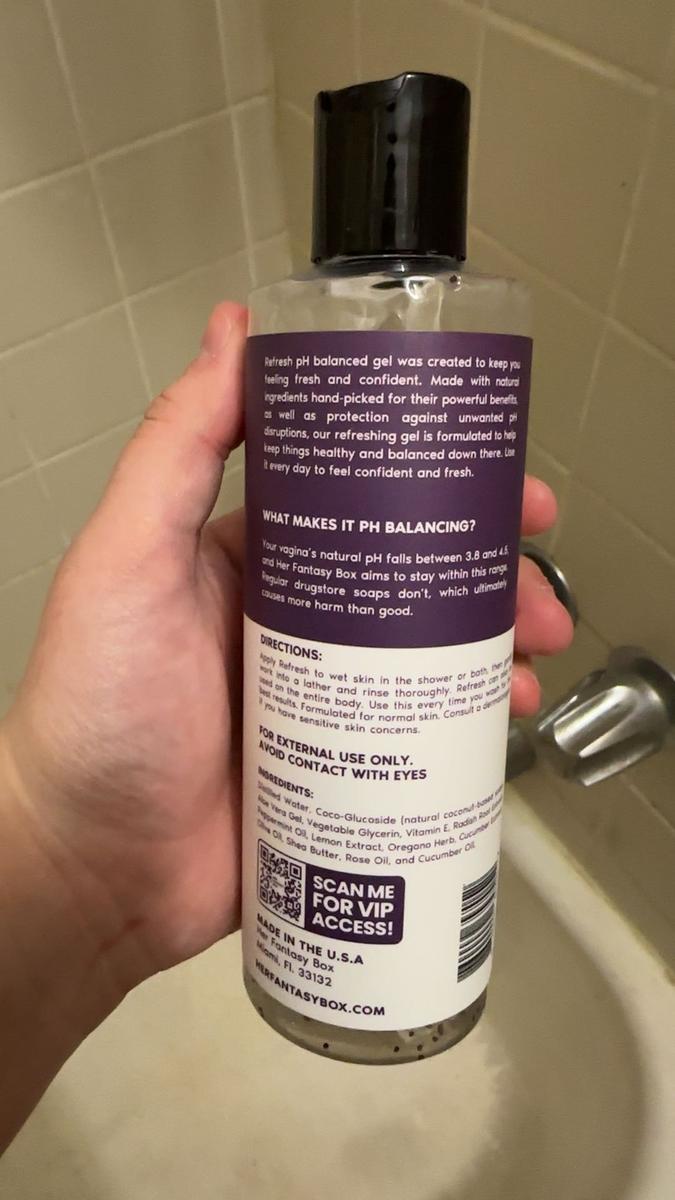 Refresh pH balanced gel was created to keep you
feeling fresh and confident. Made with natural
ingredients hand-picked for their powerful benefits,
as well as protection against unwanted pH
disruptions, our refreshing gel is formulated to help
keep things healthy and balanced down there. Use
it every day to feel confident and fresh.
WHAT MAKES IT PH BALANCING?
Your vagina's natural pH falls between 3.8 and 4.5,
and Her Fantasy Box aims to stay within this range.
Regular drugstore soaps don't, which ultimately
causes more harm than good.
DIRECTIONS:
Apply Refresh to wet skin in the shower or bath, then
work into a lather and rinse thoroughly. Refresh can
used on the entire body. Use this every time you wash
best results. Formulated for normal skin. Consult a
if you have sensitive skin concerns.
FOR EXTERNAL USE ONLY.
AVOID CONTACT WITH EYES
INGREDIENTS:
Distilled Water, Coco-Glucoside (natural coconut-based
Aloe Vera Gel, Vegetable Glycerin, Vitamin E, Radish Root
Peppermint Oil, Lemon Extract, Oregano Herb, Cucumber
Olive Oil, Shea Butter, Rose Oil, and Cucumber Oil.
SCAN ME
FOR VIP
ACCESS!
MADE IN THE U.S.A
Her Fantasy Box
Miami, Fl. 33132
HERFANTASYBOX.COM